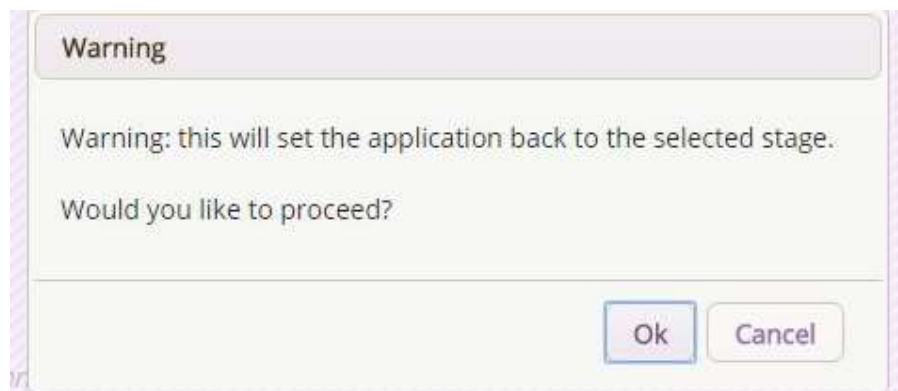 Warning
Warning: this will set the application back to the selected stage.
Would you like to proceed?
Ok Cancel